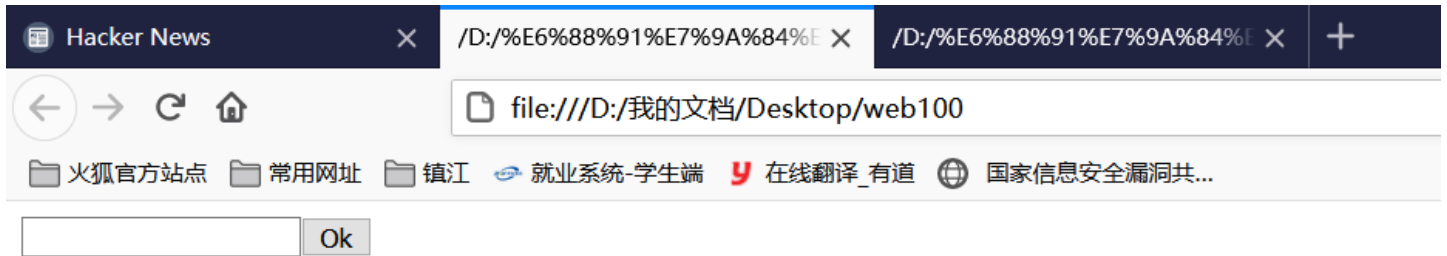 Hacker News /D:/%E6%88%91%E7%9A%84%E /D:/%E6%88%91%E7%9A%84%E
file:///D:/我的文档/Desktop/web100
火狐官方站点 常用网址 镇江 就业系统-学生端 在线翻译_有道 国家信息安全漏洞共...
Ok